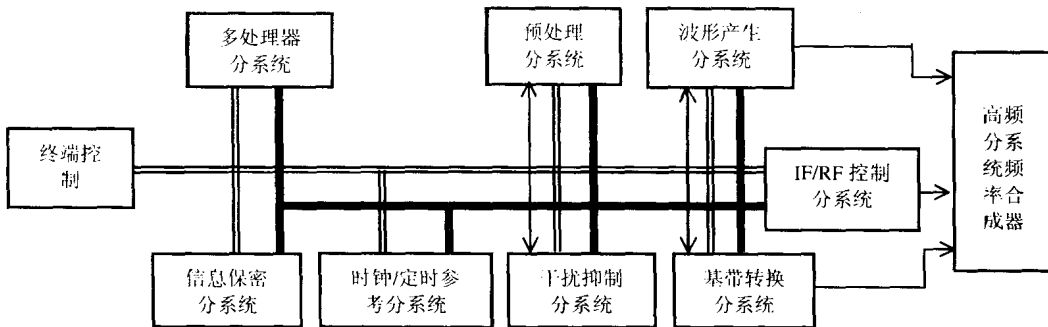 多处理器
分系统
预处理
分系统
波形产生
分系统
终端控
制
IF/RF 控制
分系统
高频
分系
统频
率合
成器
信息保密
分系统
时钟/定时参
考分系统
干扰抑制
分系统
基带转换
分系统